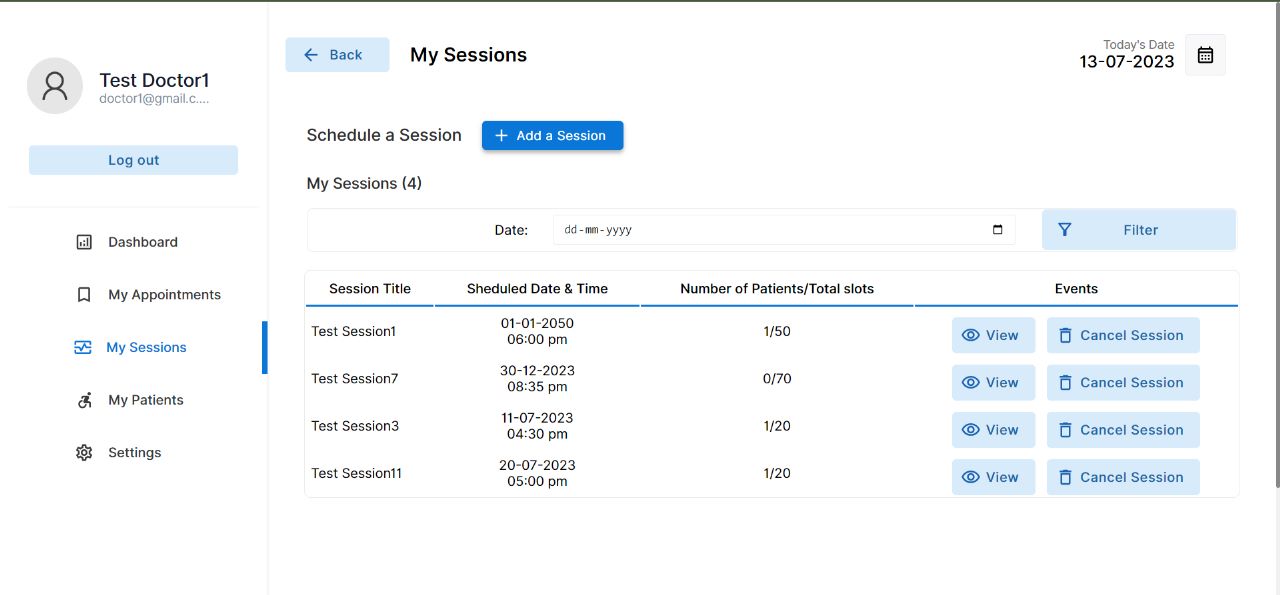 Test Doctor1
doctor1@gmail.c....
Log out
Dashboard
My Appointments
My Sessions
My Patients
Settings
Back
My Sessions
Today's Date
13-07-2023
Schedule a Session
Add a Session
My Sessions (4)
Date:
dd-mm-yyyy
Filter
Session Title Sheduled Date & Time Number of Patients/Total slots Events
Test Session1 01-01-2050 06:00 pm 1/50 View Cancel Session
Test Session7 30-12-2023 08:35 pm 0/70 View Cancel Session
Test Session3 11-07-2023 04:30 pm 1/20 View Cancel Session
Test Session11 20-07-2023 05:00 pm 1/20 View Cancel Session